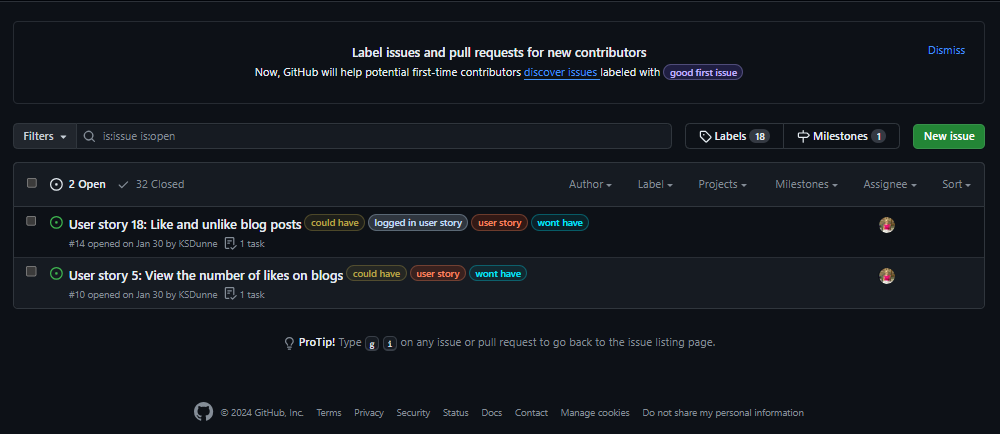 Label issues and pull requests for new contributors
Dismiss
Now, GitHub will help potential first-time contributors discover issues labeled with good first issue
Filters is:issue is:open Labels 18 Milestones 1 New issue
2 Open 32 Closed Author Label Projects Milestones Assignee Sort
User story 18: Like and unlike blog posts could have logged in user story user story wont have
#14 opened on Jan 30 by KSDunne 1 task
User story 5: View the number of likes on blogs could have user story wont have
#10 opened on Jan 30 by KSDunne 1 task
ProTip! Type g i on any issue or pull request to go back to the issue listing page.
© 2024 GitHub, Inc. Terms Privacy Security Status Docs Contact Manage cookies Do not share my personal information